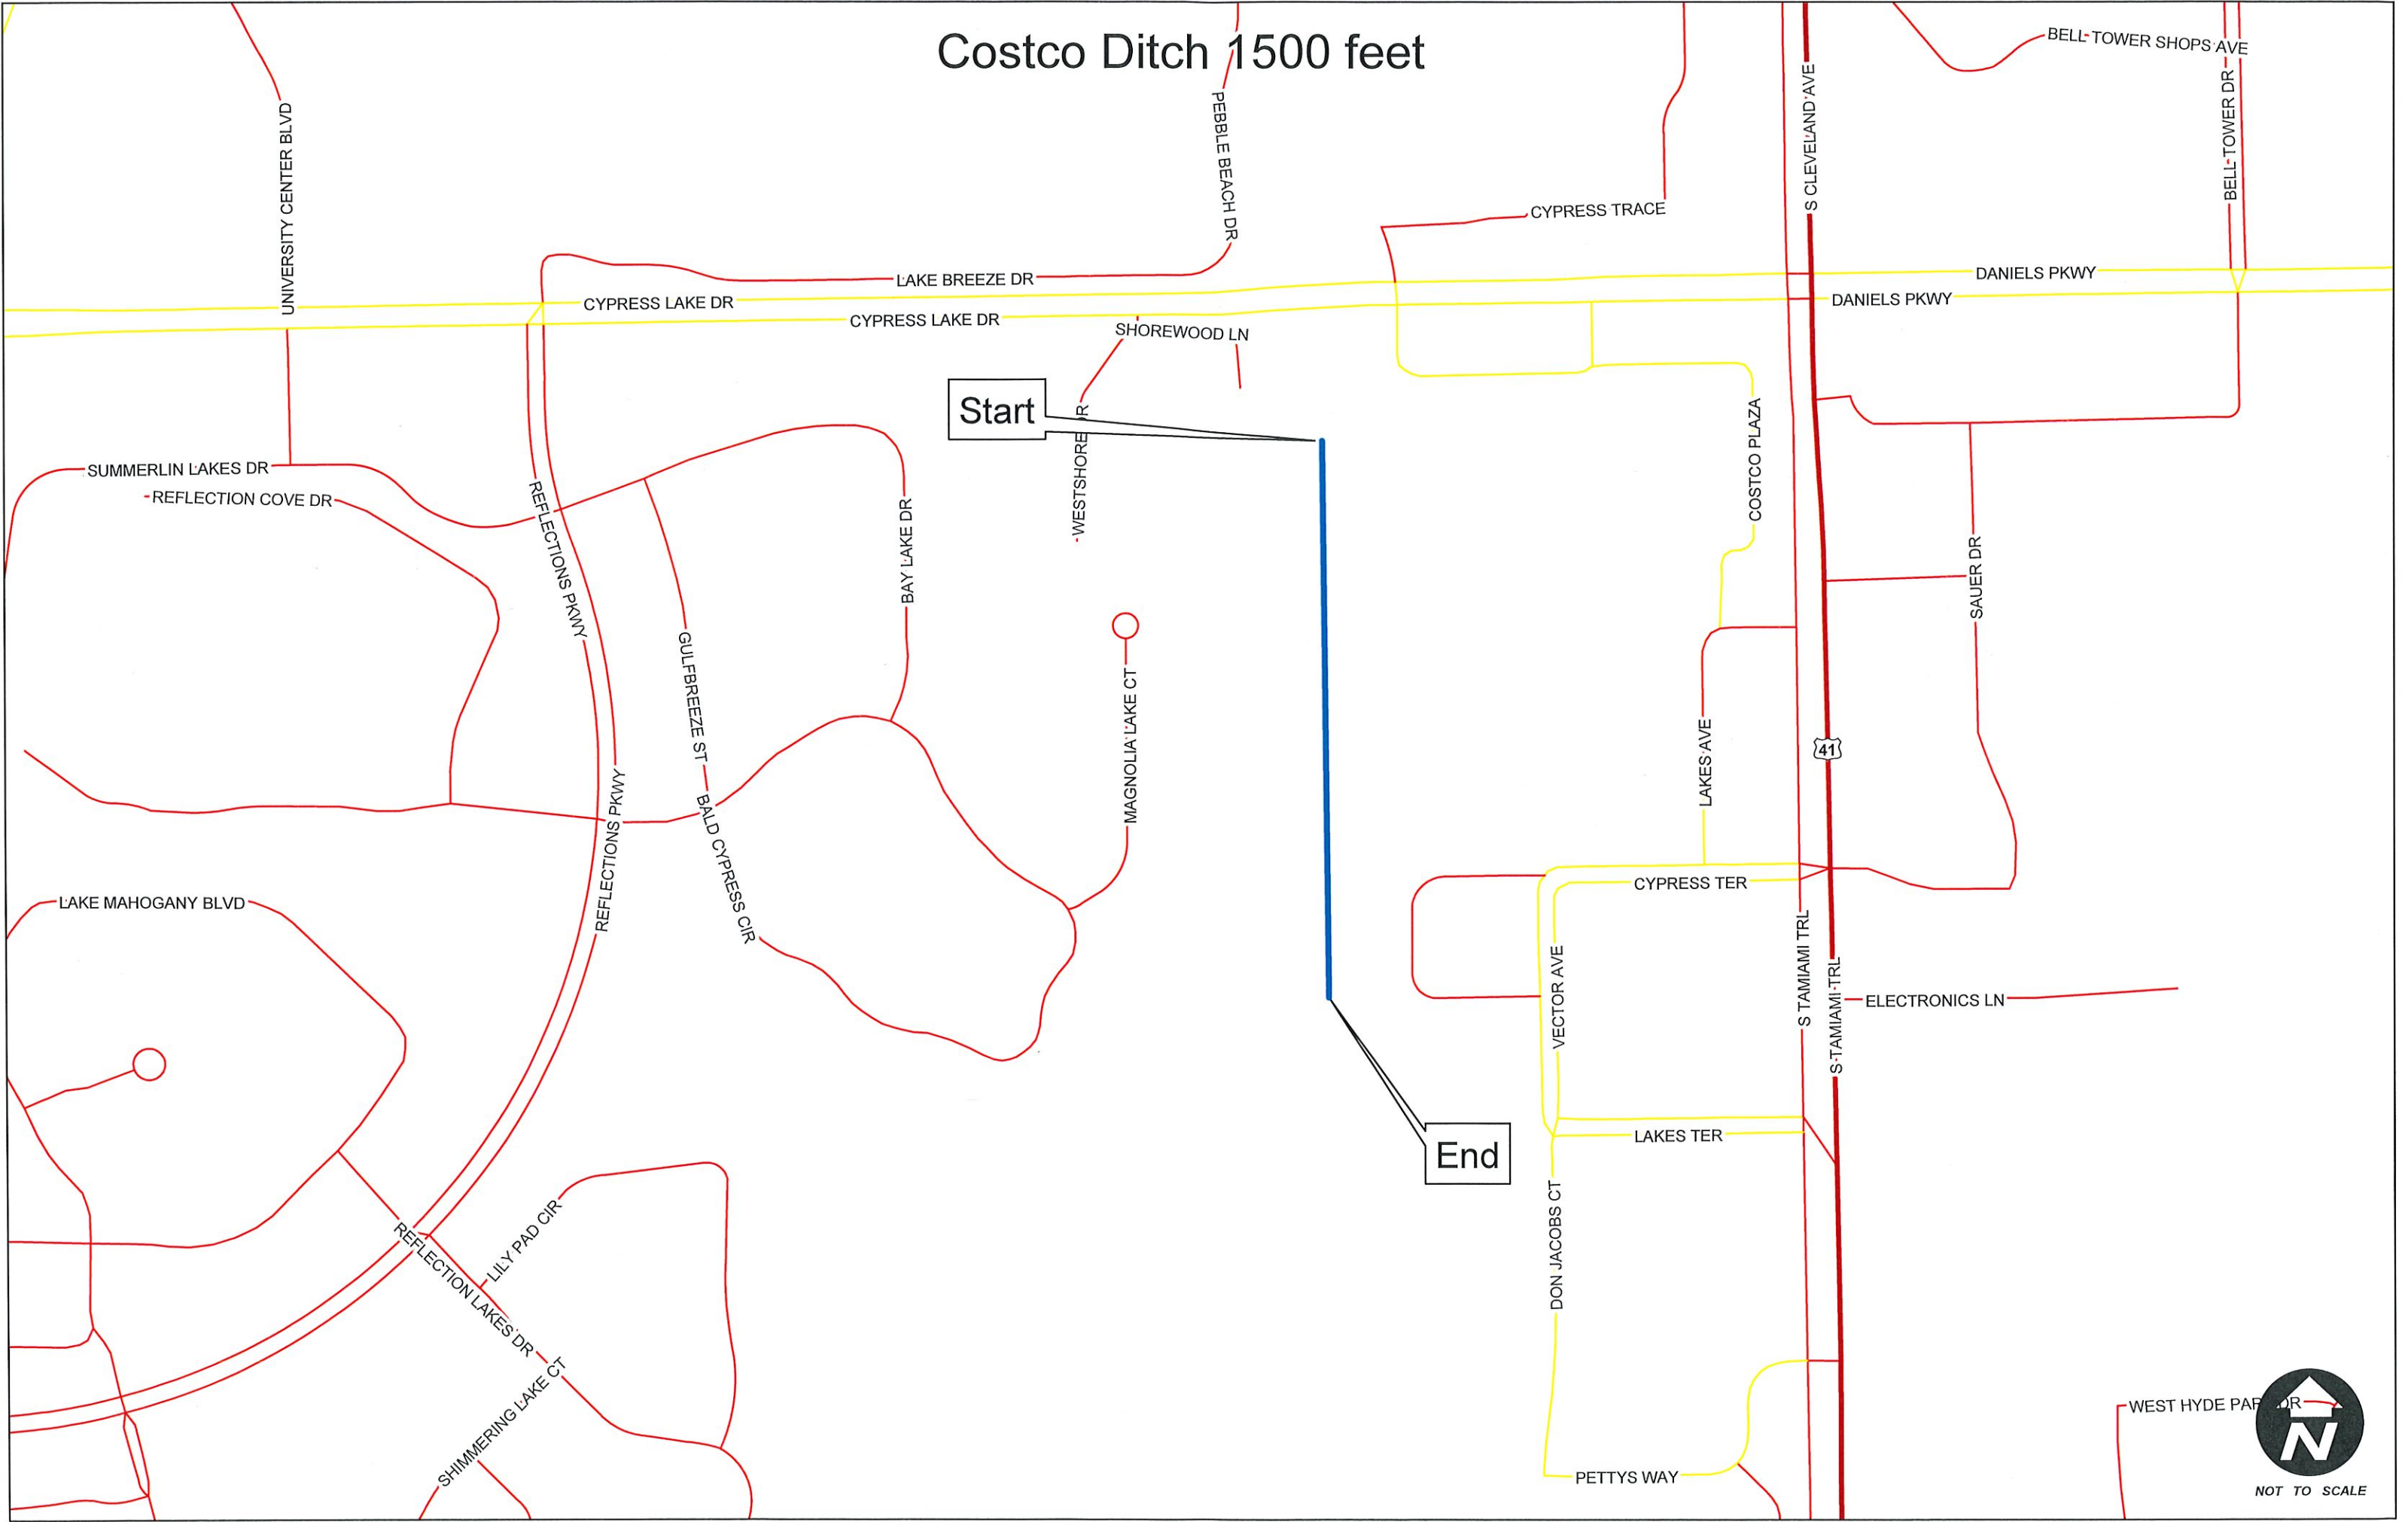 Costco Ditch 1500 feet
BELL TOWER SHOPS AVE
S CLEVELAND AVE
BELL TOWER DR
PEBBLE BEACH DR
UNIVERSITY CENTER BLVD
CYPRESS TRACE
LAKE BREEZE DR
DANIELS PKWY
CYPRESS LAKE DR
DANIELS PKWY
CYPRESS LAKE DR
SHOREWOOD LN
Start
WESTSHORE DR
COSTCO PLAZA
SUMMERLIN LAKES DR
REFLECTION COVE DR
REFLECTIONS PKWY
BAY LAKE DR
SAUER DR
GULFBREEZE ST
MAGNOLIA LAKE CT
LAKES AVE
41
REFLECTIONS PKWY
BALD CYPRESS CIR
CYPRESS TER
LAKE MAHOGANY BLVD
S TAMIAMI TRL
S TAMIAMI TRL
VECTOR AVE
ELECTRONICS LN
End
LAKES TER
DON JACOBS CT
LILY PAD CIR
REFLECTION LAKES DR
SHIMMERING LAKE CT
WEST HYDE PARK DR
N
PETTYS WAY
NOT TO SCALE